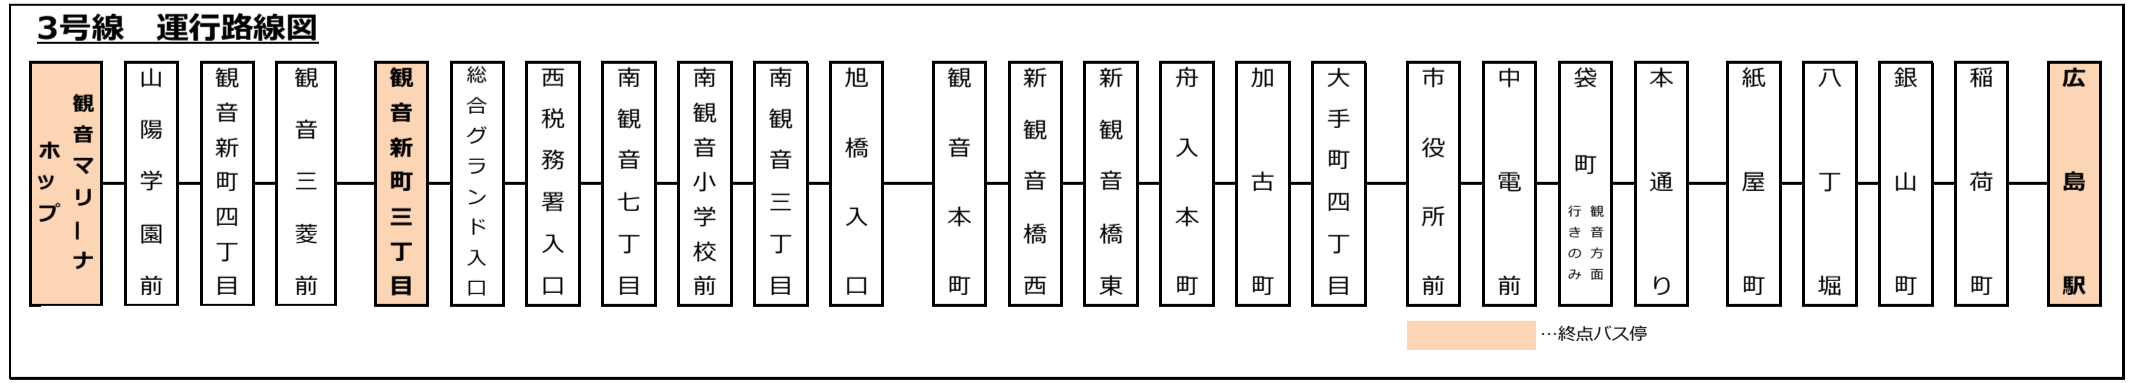 3号線　運行路線図
観音マリーナ
ホップ
山陽学園前
観音新町四丁目
観音三菱前
観音新町三丁目
総合グランド入口
西税務署入口
南観音七丁目
南観音小学校前
南観音三丁目
旭橋入口
観音本町
新観音橋西
新観音橋東
舟入本町
加古町
大手町四丁目
市役所前
中電前
袋町
観音方面
行きのみ
本通り
紙屋町
八丁堀
銀山町
稲荷町
広島駅
…終点バス停